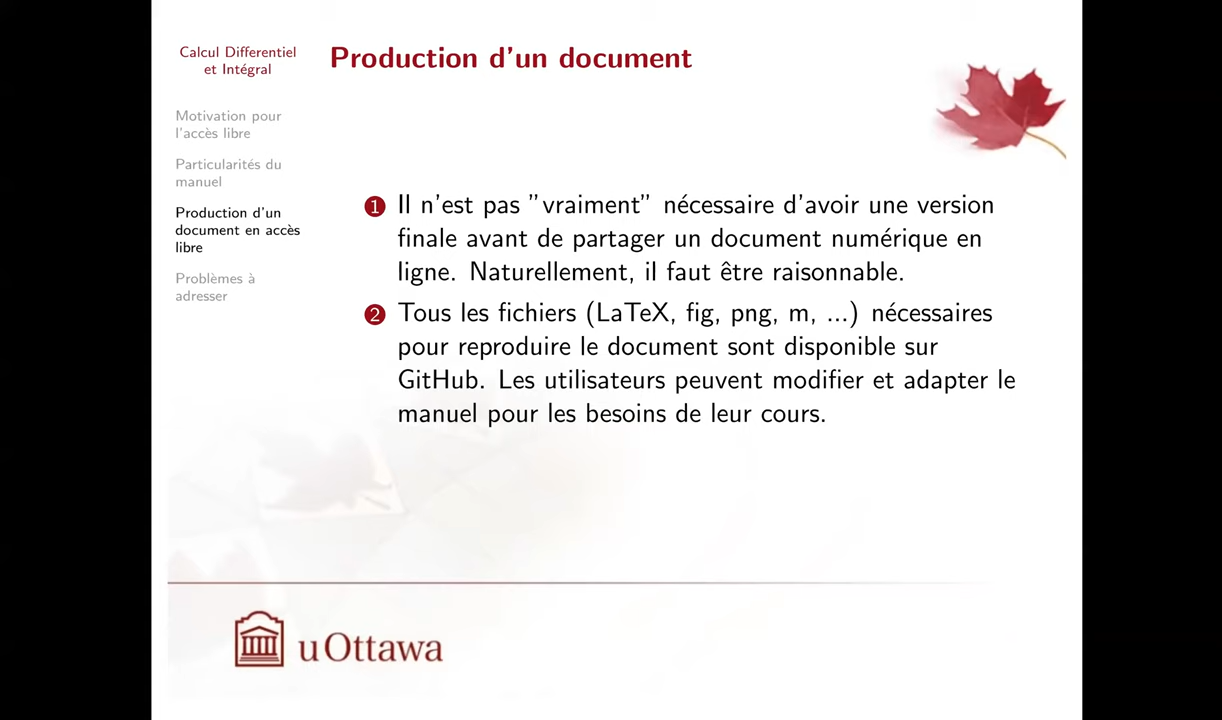 Calcul Differentiel
et Intégral
Motivation pour
l'accès libre
Particularités du
manuel
Production d'un
document en accès
libre
Problèmes à
adresser
Production d'un document
1 Il n'est pas "vraiment" nécessaire d'avoir une version
finale avant de partager un document numérique en
ligne. Naturellement, il faut être raisonnable.
2 Tous les fichiers (LaTeX, fig, png, m, ...) nécessaires
pour reproduire le document sont disponible sur
GitHub. Les utilisateurs peuvent modifier et adapter le
manuel pour les besoins de leur cours.
uOttawa